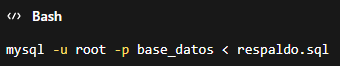 </> Bash
mysql -u root -p base_datos < respaldo.sql